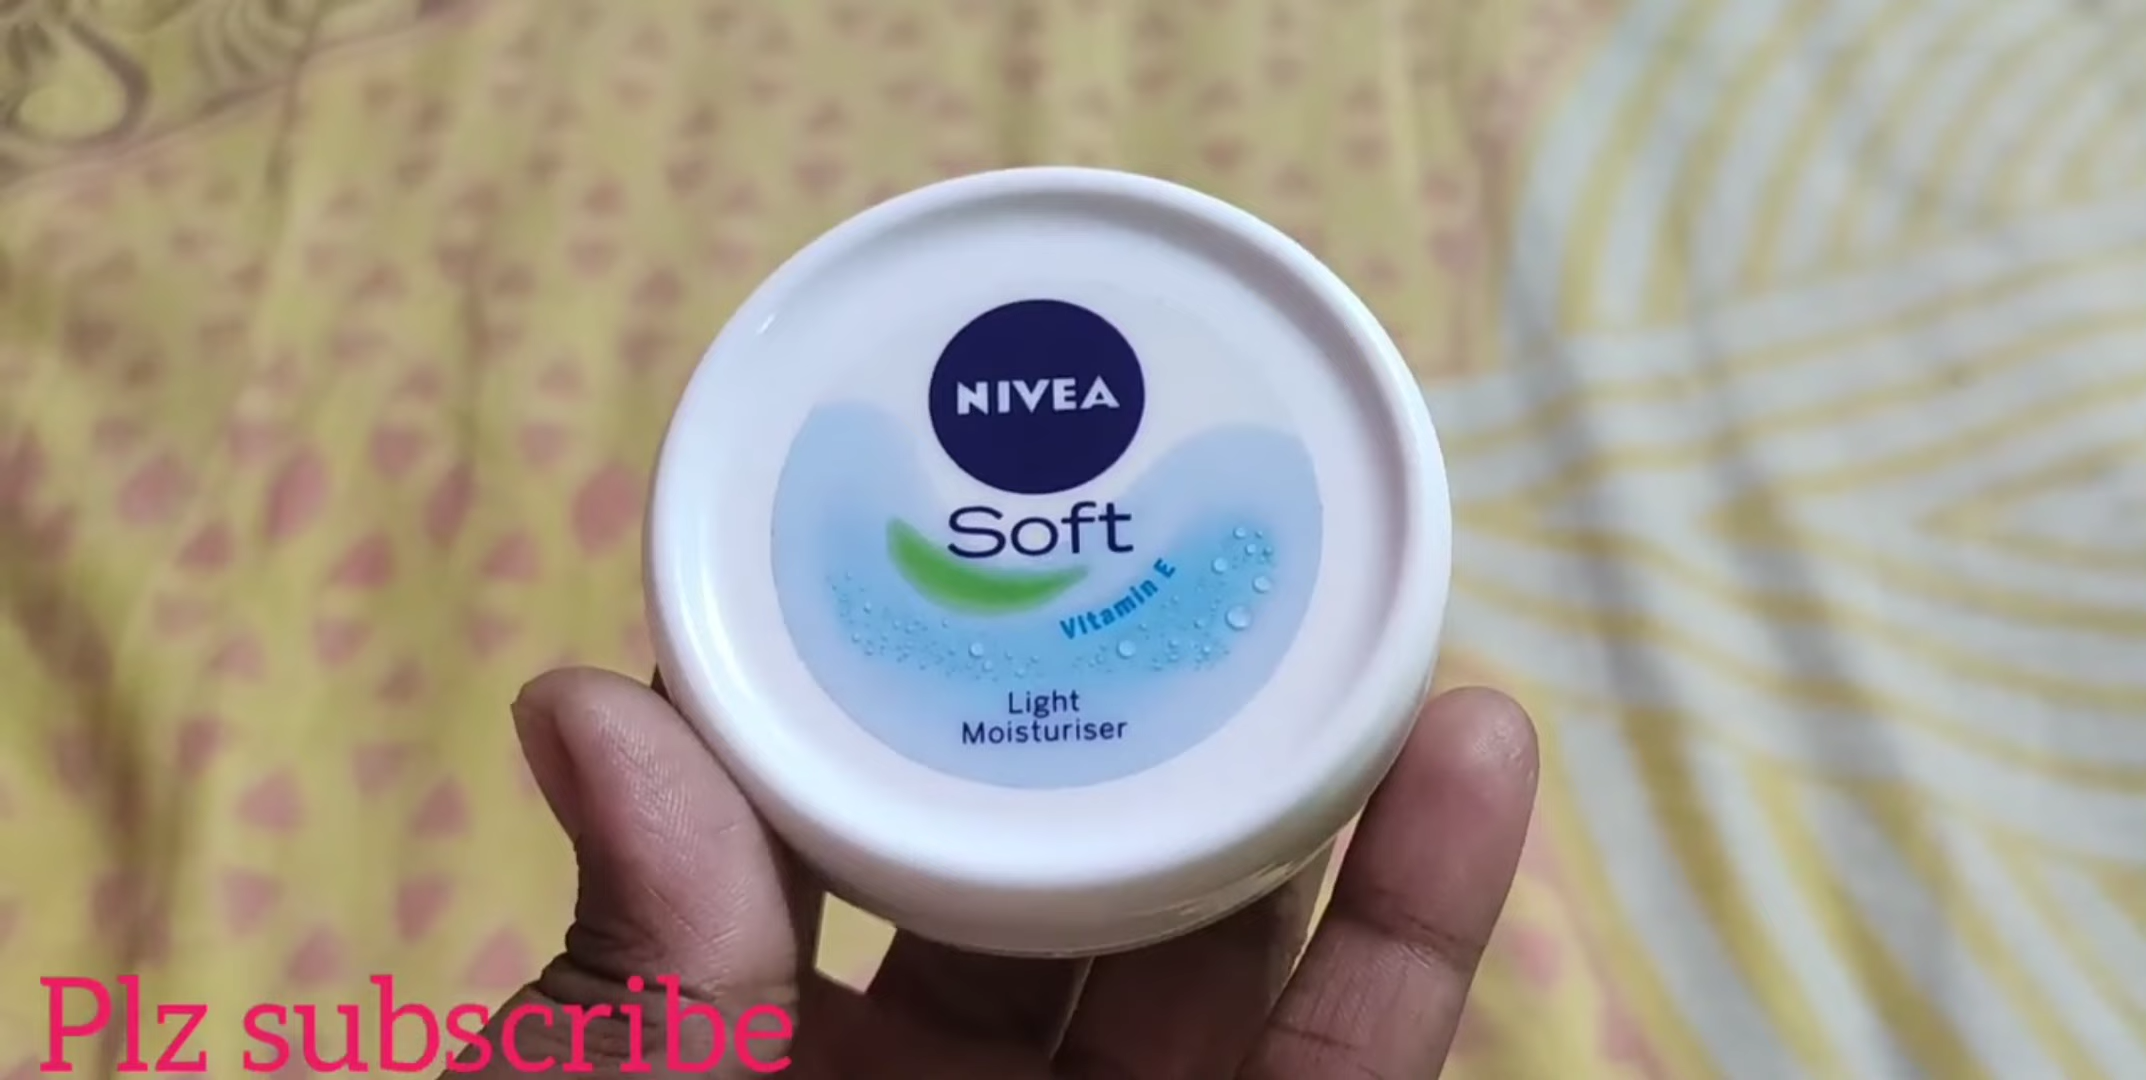 NIVEA
Soft
Vitamin E
Light
Moisturiser
Plz subscribe